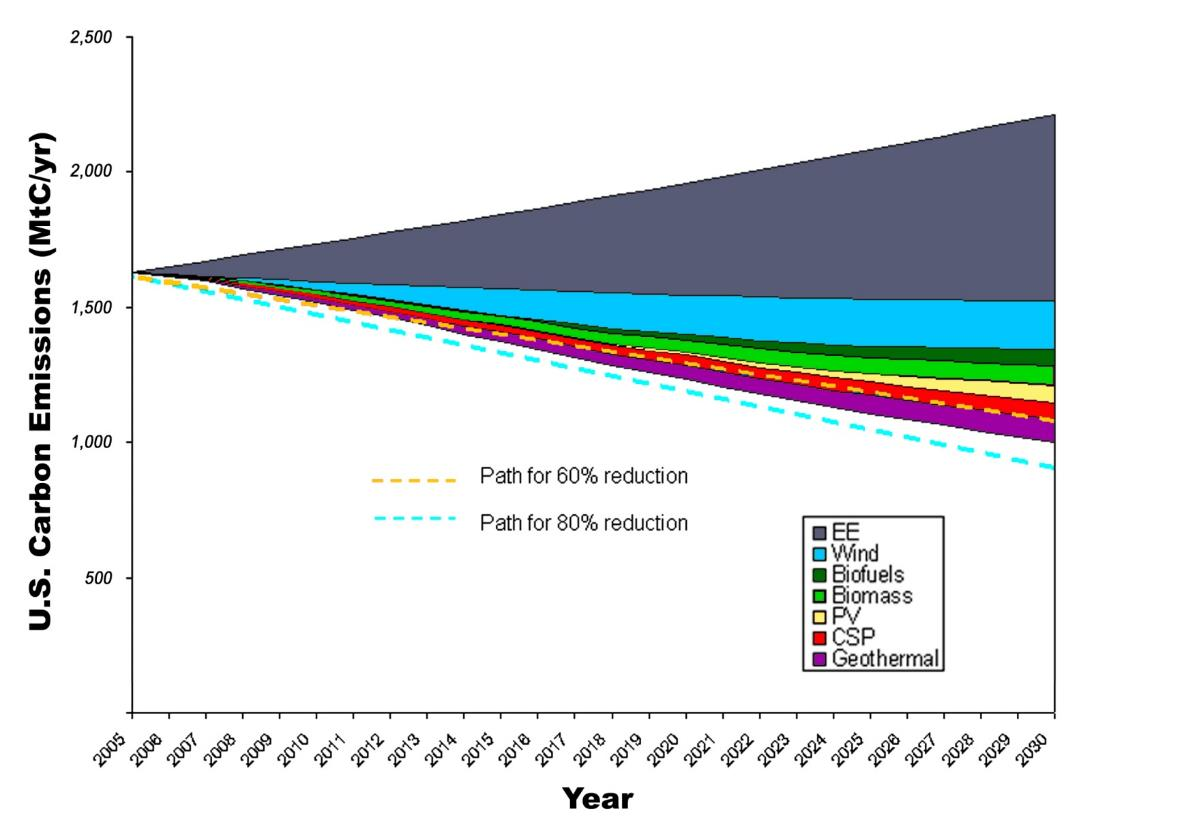 2,500
2,000
1,500
1,000
500
U.S. Carbon Emissions (MtC/yr)
Path for 60% reduction
Path for 80% reduction
EE
Wind
Biofuels
Biomass
PV
CSP
Geothermal
2005 2006 2007 2008 2009 2010 2011 2012 2013 2014 2015 2016 2017 2018 2019 2020 2021 2022 2023 2024 2025 2026 2027 2028 2029 2030
Year